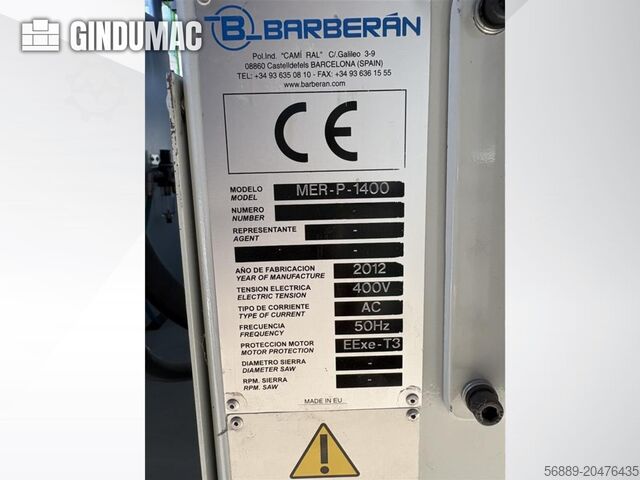 GINDUMAC
B BARBERÁN
Pol.Ind. "CAMÍ RAL" C/.Galileo 3-9
08860 Castelldefels BARCELONA (SPAIN)
TEL: +34 93 635 08 10 - FAX: +34 93 636 15 55
www.barberan.com
CE
MODELO MER-P-1400
MODEL
NUMERO -
NUMBER
REPRESENTANTE -
AGENT
- -
AÑO DE FABRICACION 2012
YEAR OF MANUFACTURE
TENSION ELECTRICA 400V
ELECTRIC TENSION
TIPO DE CORRIENTE AC
TYPE OF CURRENT
FRECUENCIA 50Hz
FREQUENCY
PROTECCION MOTOR EExe-T3
MOTOR PROTECTION
DIAMETRO SIERRA -
DIAMETER SAW
RPM. SIERRA -
RPM. SAW
MADE IN EU
56889-20476435